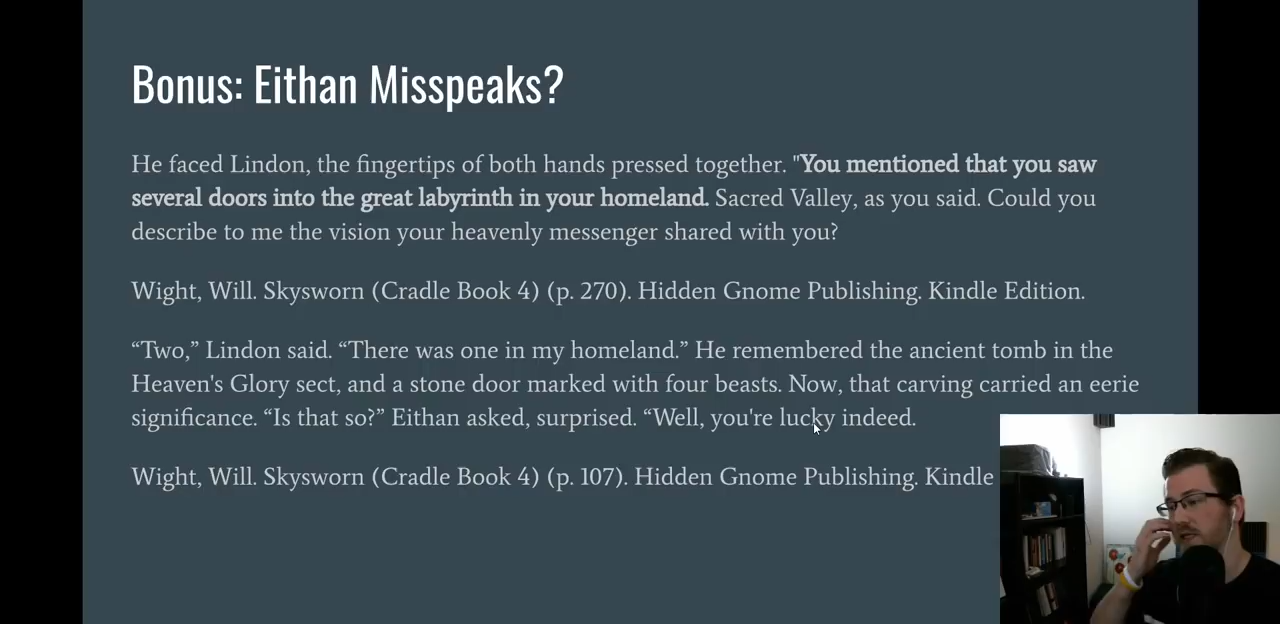 Bonus: Eithan Misspeaks?
He faced Lindon, the fingertips of both hands pressed together. "You mentioned that you saw
several doors into the great labyrinth in your homeland. Sacred Valley, as you said. Could you
describe to me the vision your heavenly messenger shared with you?
Wight, Will. Skysworn (Cradle Book 4) (p. 270). Hidden Gnome Publishing. Kindle Edition.
“Two,” Lindon said. “There was one in my homeland.” He remembered the ancient tomb in the
Heaven's Glory sect, and a stone door marked with four beasts. Now, that carving carried an eerie
significance. “Is that so?” Eithan asked, surprised. “Well, you're lucky indeed.
Wight, Will. Skysworn (Cradle Book 4) (p. 107). Hidden Gnome Publishing. Kindle